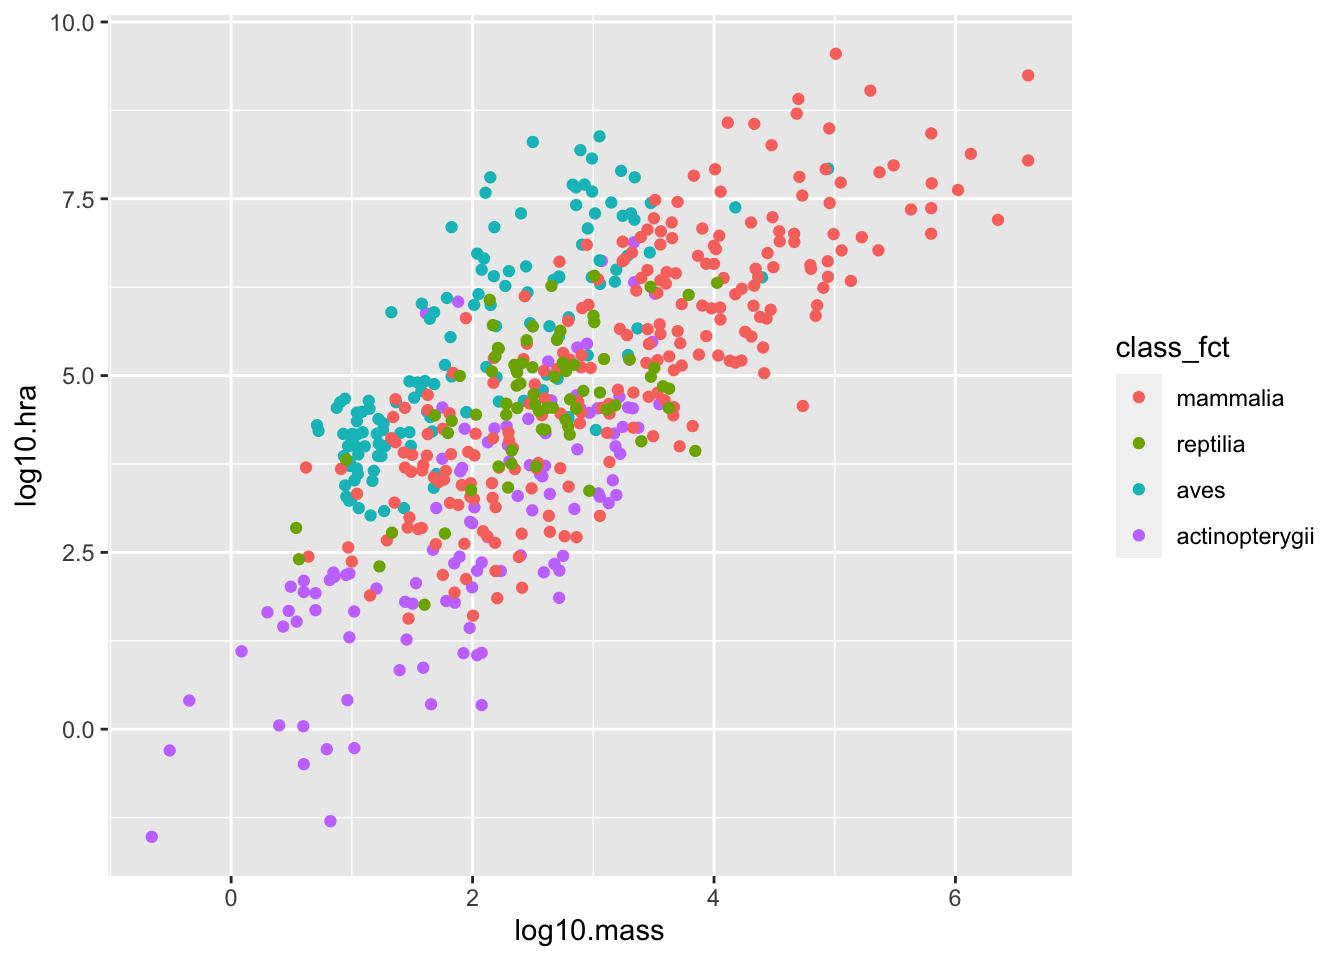 10.0
7.5
5.0
2.5
0.0
log10.hra
0
2
4
6
log10.mass
class_fct
mammalia
reptilia
aves
actinopterygii